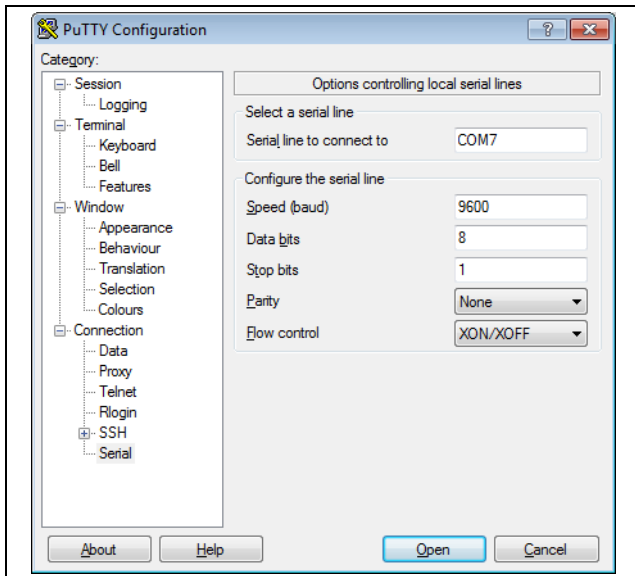 PuTTY Configuration
?
Category:
Session
Logging
Terminal
Keyboard
Bell
Features
Window
Appearance
Behaviour
Translation
Selection
Colours
Connection
Data
Proxy
Telnet
Rlogin
SSH
Serial
Options controlling local serial lines
Select a serial line
Serial line to connect to COM7
Configure the serial line
Speed (baud) 9600
Data bits 8
Stop bits 1
Parity None
Flow control XON/XOFF
About Help Open Cancel